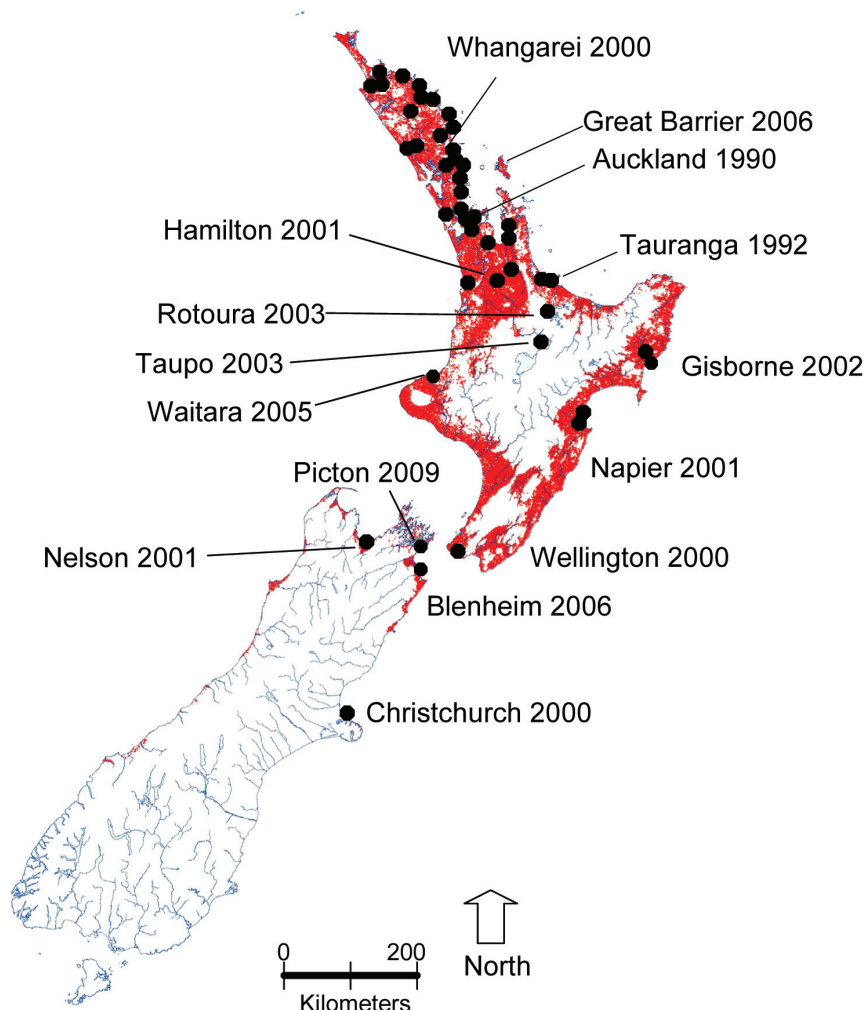 Whangarei 2000
Great Barrier 2006
Auckland 1990
Hamilton 2001
Tauranga 1992
Rotoura 2003
Taupo 2003
Gisborne 2002
Waitara 2005
Napier 2001
Picton 2009
Nelson 2001
Wellington 2000
Blenheim 2006
Christchurch 2000
0 200
Kilometers
North